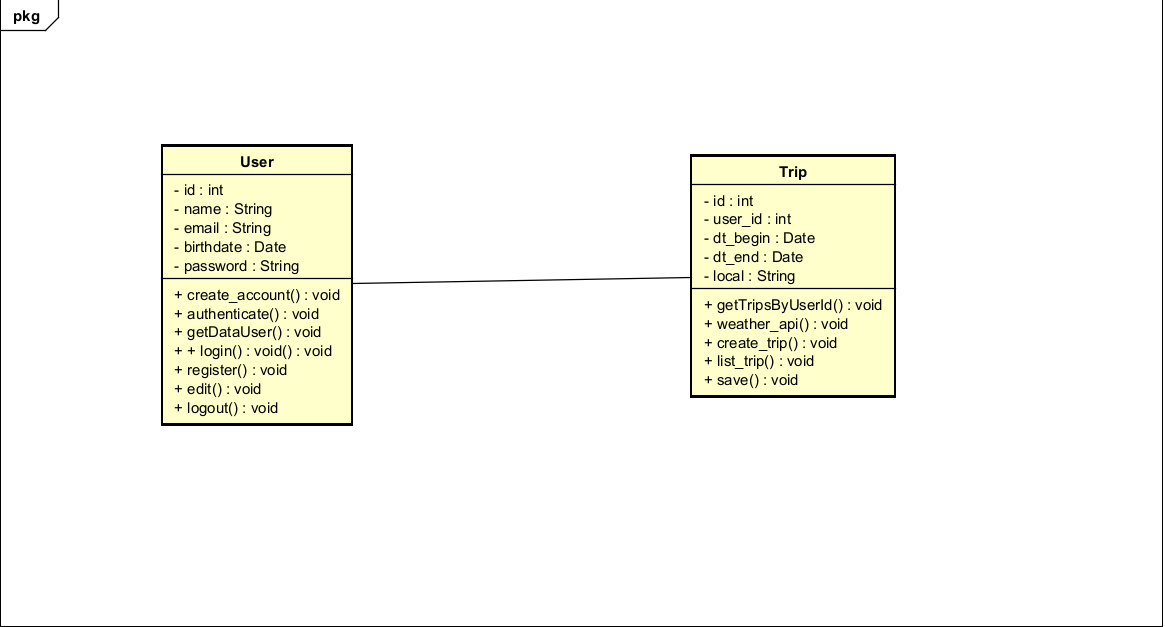 pkg
User
- id : int
- name : String
- email : String
- birthdate : Date
- password : String
+ create_account() : void
+ authenticate() : void
+ getDataUser() : void
+ + login() : void() : void
+ register() : void
+ edit() : void
+ logout() : void
Trip
- id : int
- user_id : int
- dt_begin : Date
- dt_end : Date
- local : String
+ getTripsByUserId() : void
+ weather_api() : void
+ create_trip() : void
+ list_trip() : void
+ save() : void